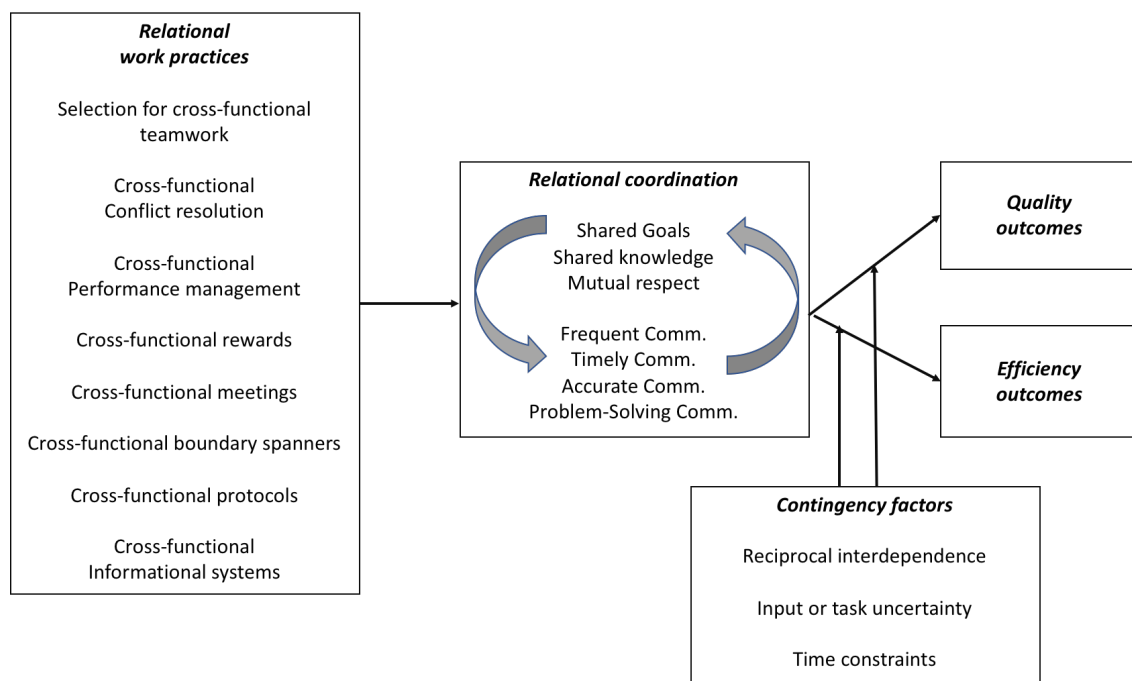 Relational
work practices
Selection for cross-functional
teamwork
Cross-functional
Conflict resolution
Cross-functional
Performance management
Cross-functional rewards
Cross-functional meetings
Cross-functional boundary spanners
Cross-functional protocols
Cross-functional
Informational systems
Relational coordination
Shared Goals
Shared knowledge
Mutual respect
Frequent Comm.
Timely Comm.
Accurate Comm.
Problem-Solving Comm.
Quality
outcomes
Efficiency
outcomes
Contingency factors
Reciprocal interdependence
Input or task uncertainty
Time constraints